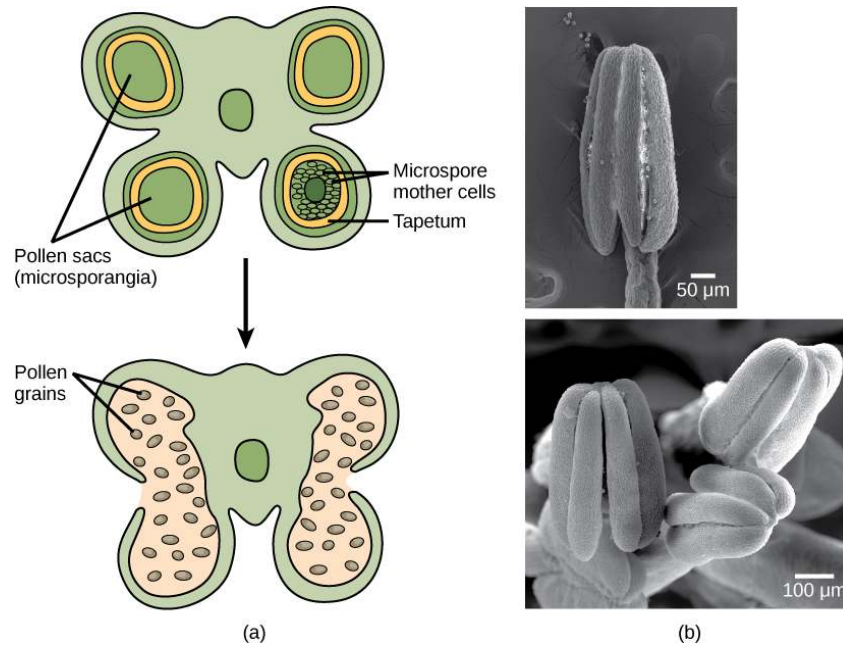 Microspore
mother cells
Tapetum
Pollen sacs
(microsporangia)
Pollen
grains
(a)
50 μm
100 μm
(b)